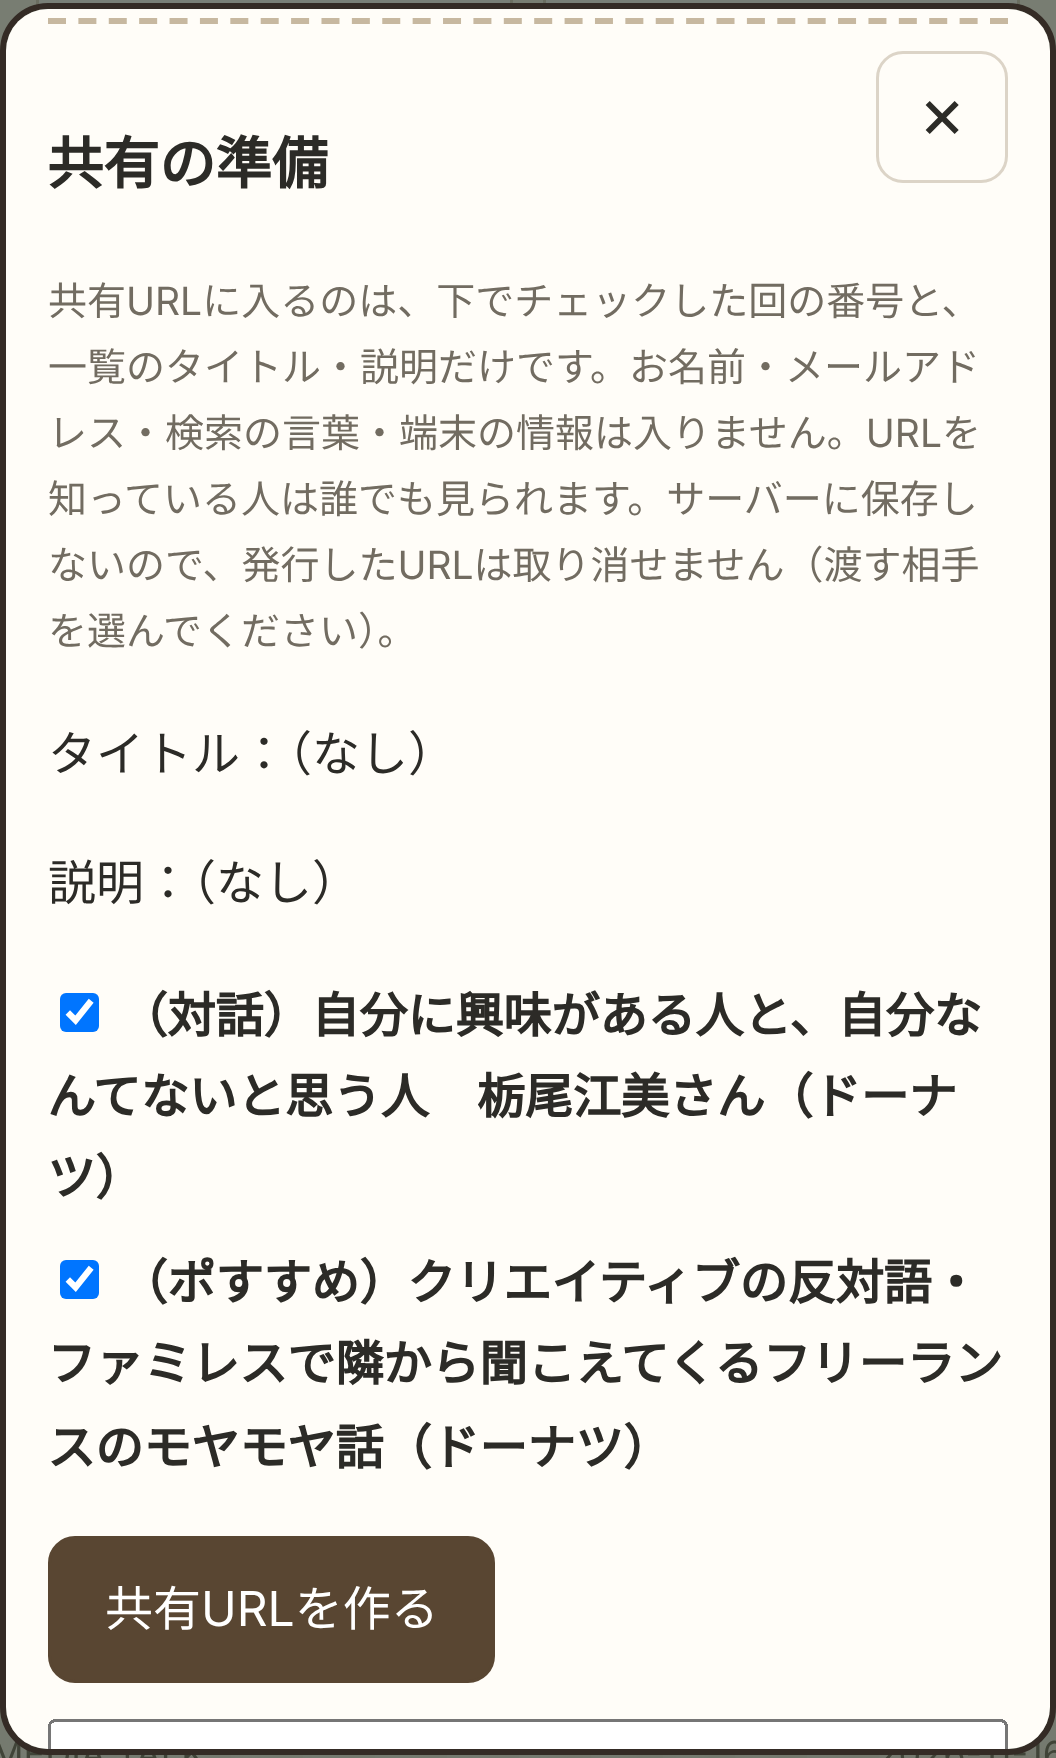 ×
共有の準備
共有URLに入るのは、下でチェックした回の番号と、
一覧のタイトル・説明だけです。お名前・メールアド
レス・検索の言葉・端末の情報は入りません。URLを
知っている人は誰でも見られます。サーバーに保存し
ないので、発行したURLは取り消せません（渡す相手
を選んでください）。
タイトル：（なし）
説明：（なし）
（対話）自分に興味がある人と、自分な
んてないと思う人　栃尾江美さん（ドーナ
ツ）
（ポすすめ）クリエイティブの反対語・
ファミレスで隣から聞こえてくるフリーラン
スのモヤモヤ話（ドーナツ）
共有URLを作る